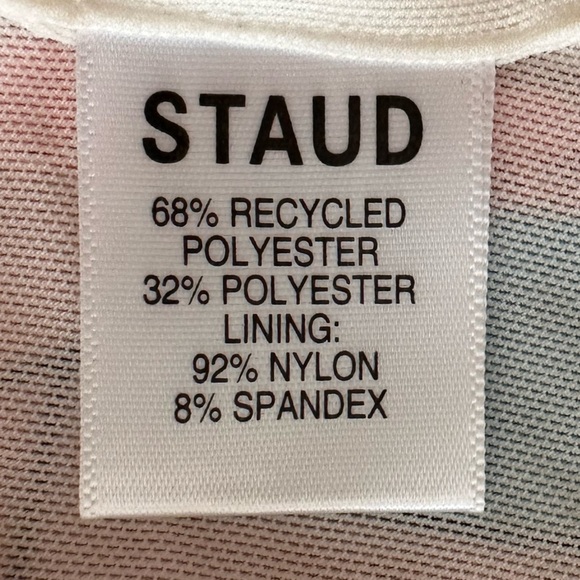 STAUD
68% RECYCLED
POLYESTER
32% POLYESTER
LINING:
92% NYLON
8% SPANDEX